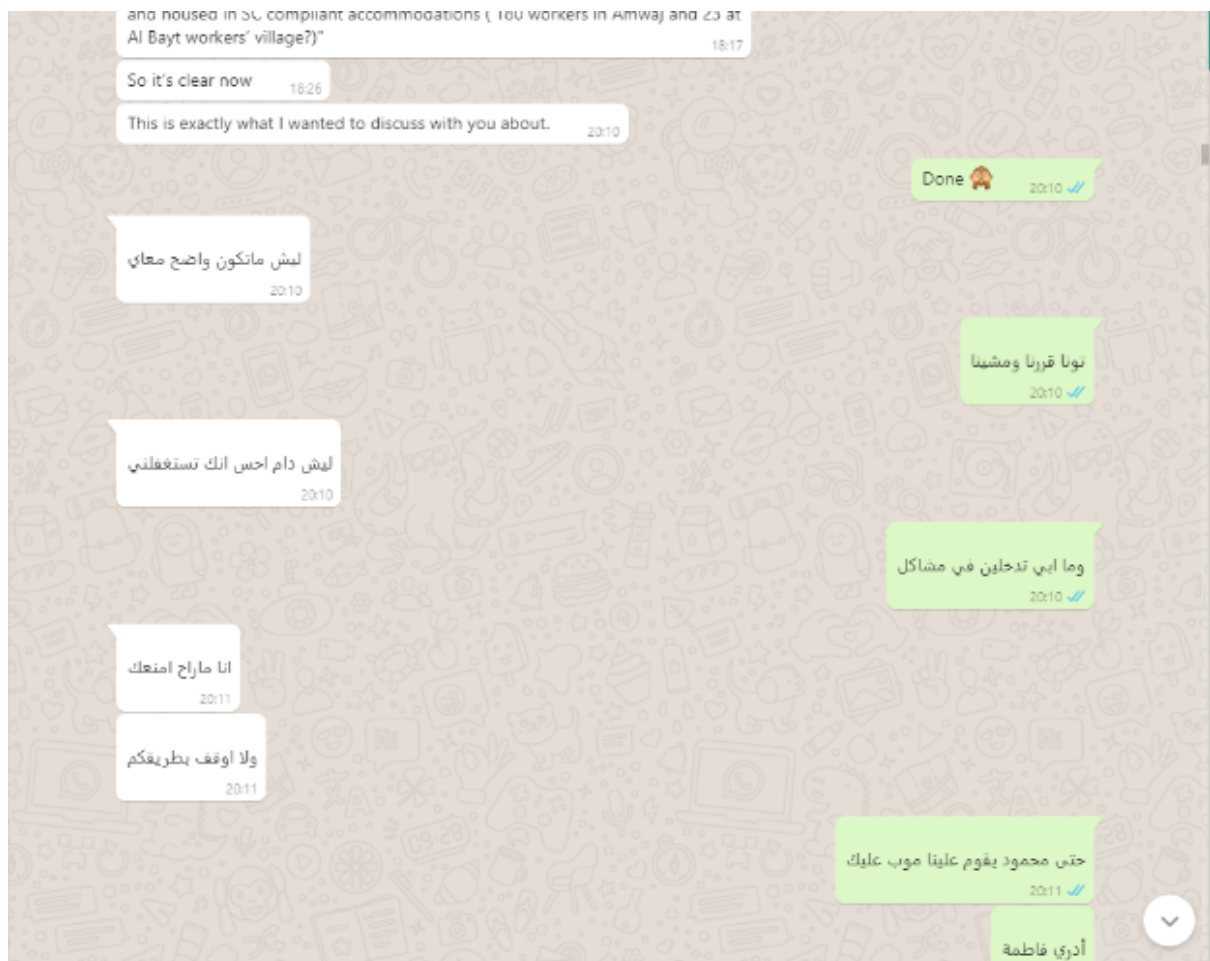 and housed in SC compliant accommodations ( 180 workers in Amwaj and 23 at
Al Bayt workers' village?)"
18:17
So it's clear now
18:26
This is exactly what I wanted to discuss with you about.
20:10
Done 🙈
20:10
ليش ماتكون واضح معاي
20:10
تونا قررنا ومشينا
20:10
ليش دام احس انك تستغفلني
20:10
وما ابي تدخلين في مشاكل
20:10
انا ماراح امنعك
20:11
ولا اوقف بطريقكم
20:11
حتى محمود يقوم علينا موب عليك
20:11
أدري فاطمة